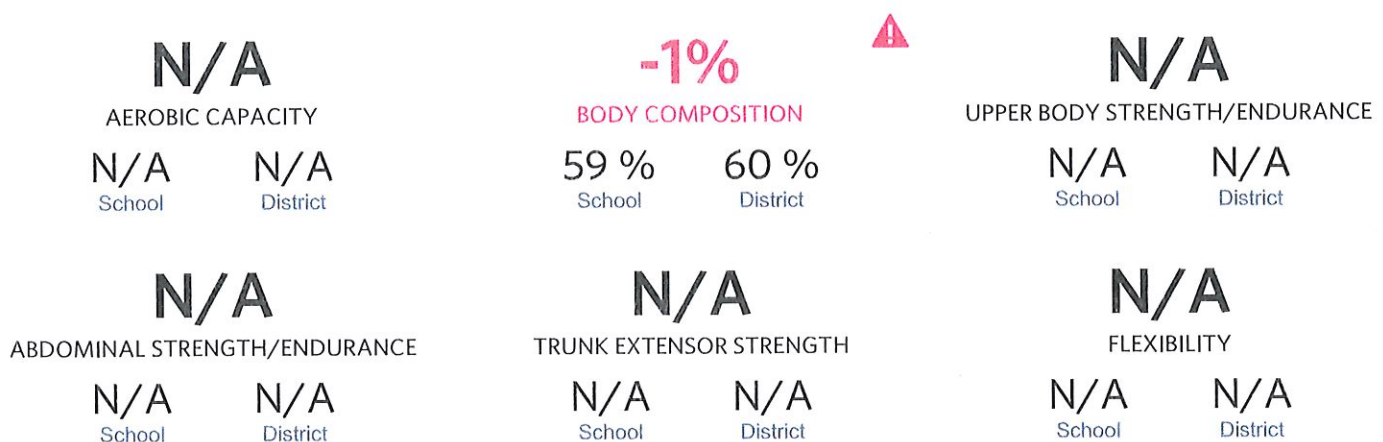 N/A
AEROBIC CAPACITY
N/A N/A
School District
-1%
BODY COMPOSITION
59 % 60 %
School District
N/A
UPPER BODY STRENGTH/ENDURANCE
N/A N/A
School District
N/A
ABDOMINAL STRENGTH/ENDURANCE
N/A N/A
School District
N/A
TRUNK EXTENSOR STRENGTH
N/A N/A
School District
N/A
FLEXIBILITY
N/A N/A
School District